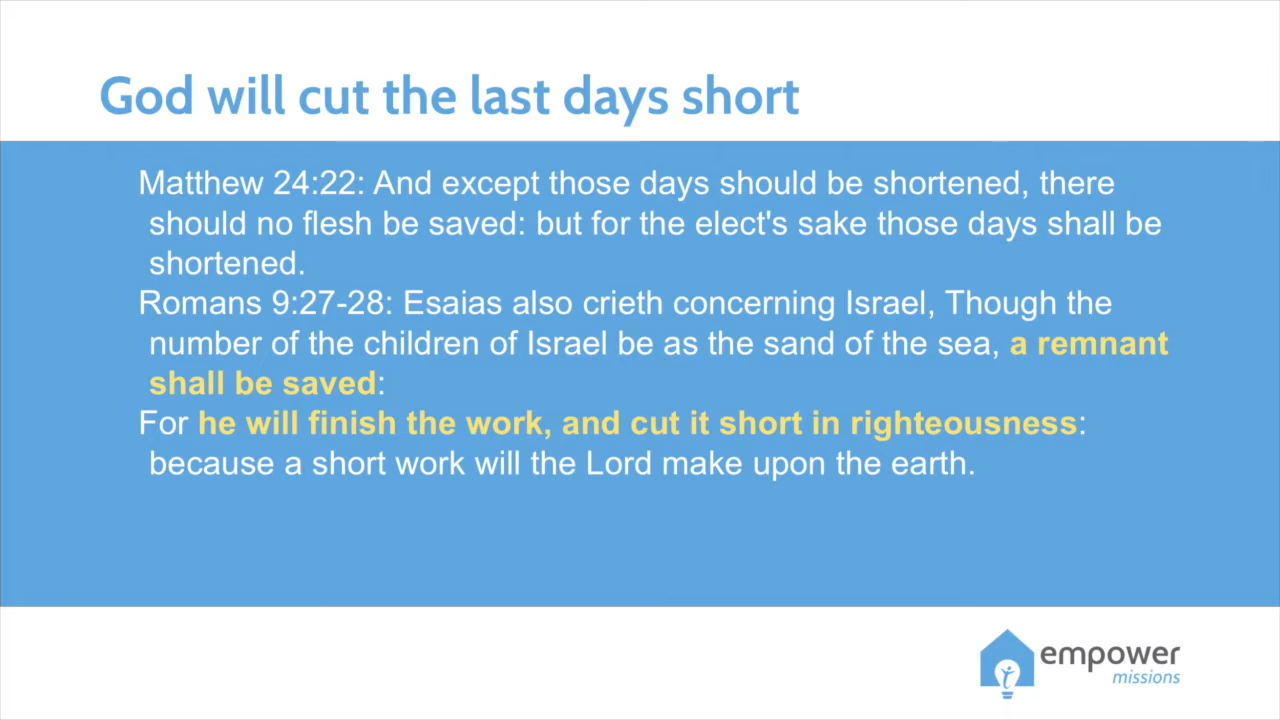 God will cut the last days short
Matthew 24:22: And except those days should be shortened, there
should no flesh be saved: but for the elect's sake those days shall be
shortened.
Romans 9:27-28: Esaias also crieth concerning Israel, Though the
number of the children of Israel be as the sand of the sea, a remnant
shall be saved:
For he will finish the work, and cut it short in righteousness:
because a short work will the Lord make upon the earth.
empower
missions